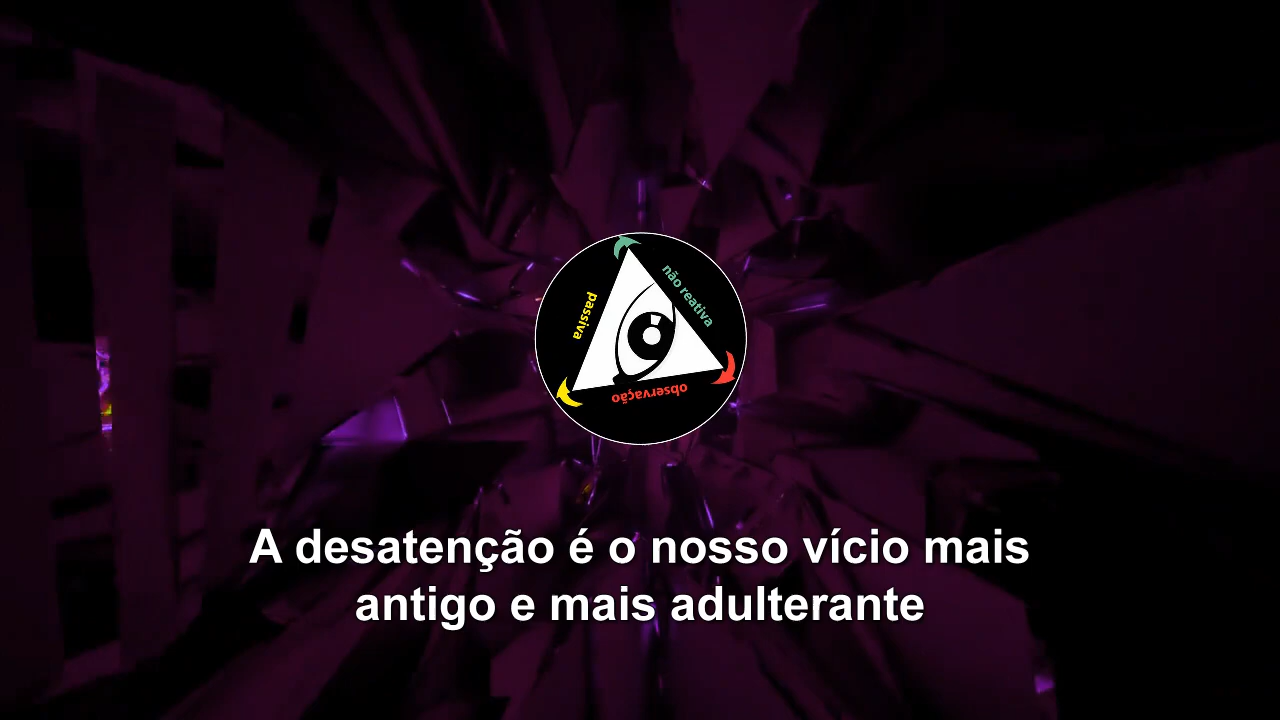 não reativa
passiva
observação
A desatenção é o nosso vício mais
antigo e mais adulterante